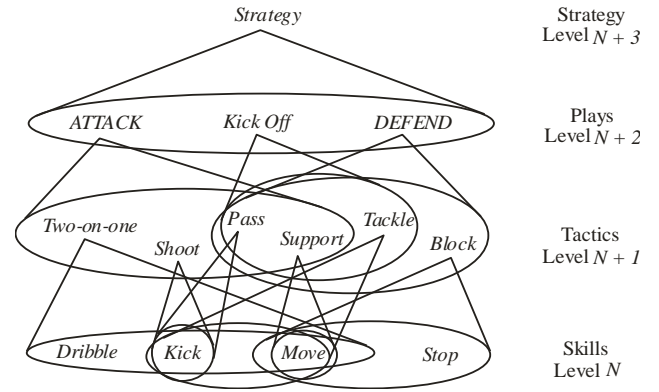 Strategy
Strategy
Level N + 3
ATTACK
Kick Off
DEFEND
Plays
Level N + 2
Two-on-one
Shoot
Pass
Support
Tackle
Block
Tactics
Level N + 1
Dribble
Kick
Move
Stop
Skills
Level N